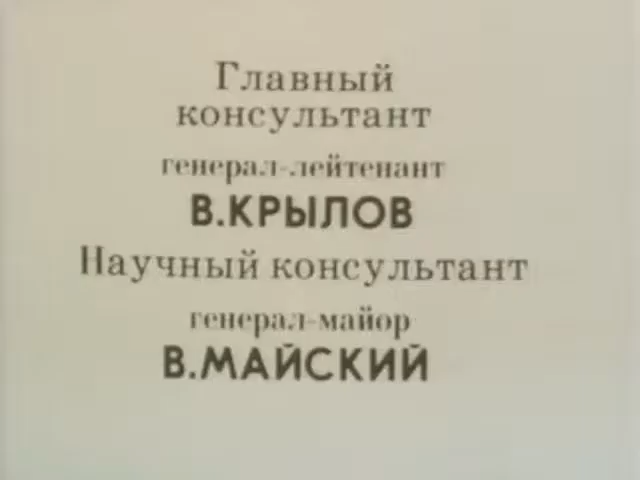 Главный
консультант
генерал-лейтенант
В.КРЫЛОВ
Научный консультант
генерал-майор
В.МАЙСКИЙ